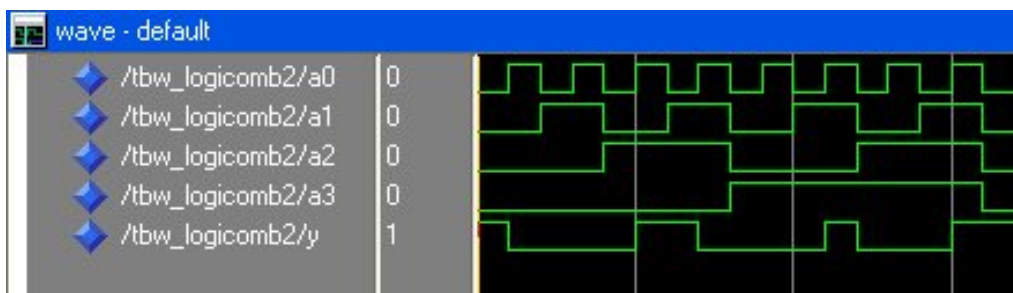 wave - default
/tbw_logicomb2/a0 0
/tbw_logicomb2/a1 0
/tbw_logicomb2/a2 0
/tbw_logicomb2/a3 0
/tbw_logicomb2/y 1